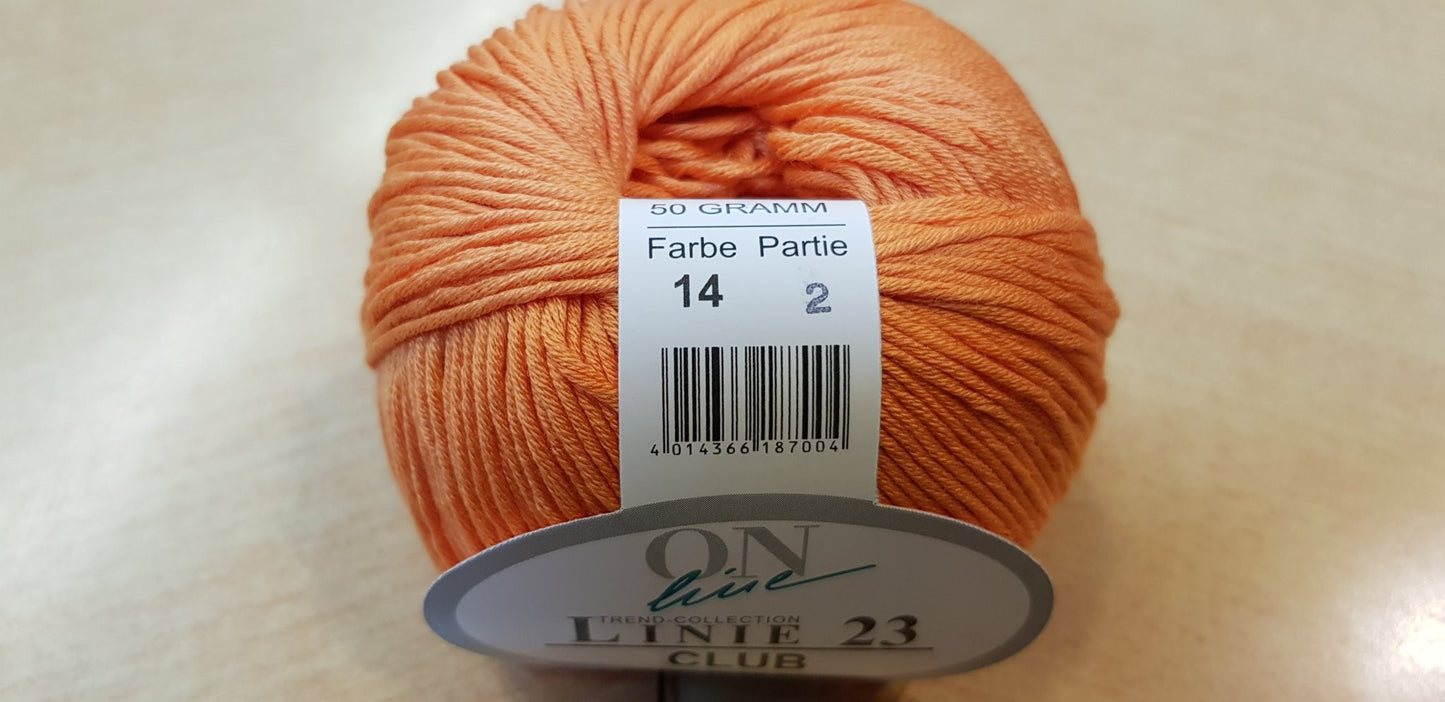 50 GRAMM
Farbe Partie
14 2
4 014366 187004
ON
line
TREND-COLLECTION
LINIE 23
CLUB